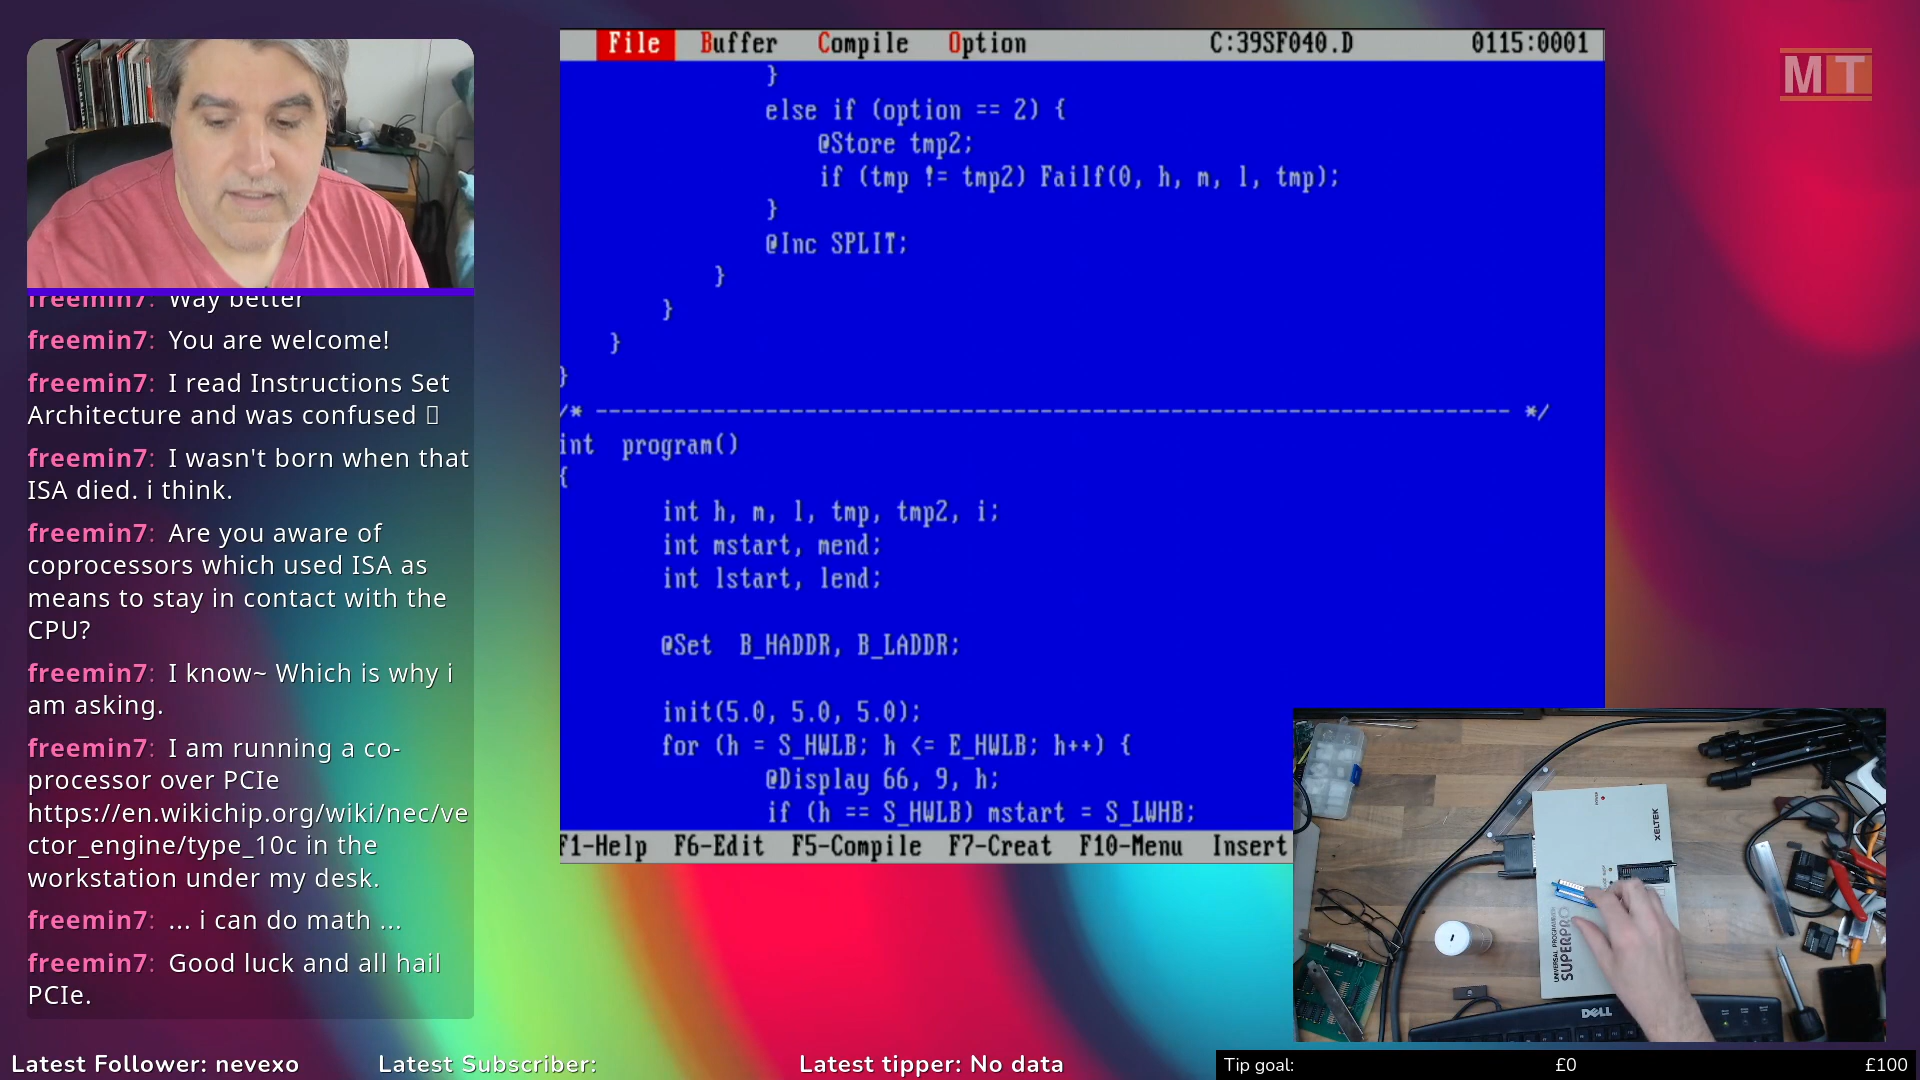 freemin7: Way better
freemin7: You are welcome!
freemin7: I read Instructions Set
Architecture and was confused
freemin7: I wasn't born when that
ISA died. i think.
freemin7: Are you aware of
coprocessors which used ISA as
means to stay in contact with the
CPU?
freemin7: I know~ Which is why i
am asking.
freemin7: I am running a co-
processor over PCIe
https://en.wikichip.org/wiki/nec/ve
ctor_engine/type_10c in the
workstation under my desk.
freemin7: ... i can do math ...
freemin7: Good luck and all hail
PCIe.
File Buffer Compile Option C:39SF040.D 0115:0001
}
else if (option == 2) {
@Store tmp2;
if (tmp != tmp2) Failf(0, h, m, l, tmp);
}
@Inc SPLIT;
}
}
}
}
/* ---------------------------------------------------------------------- */
int program()
{
int h, m, l, tmp, tmp2, i;
int mstart, mend;
int lstart, lend;
@Set B_HADDR, B_LADDR;
init(5.0, 5.0, 5.0);
for (h = S_HWLB; h <= E_HWLB; h++) {
@Display 66, 9, h;
if (h == S_HWLB) mstart = S_LWHB;
F1-Help F6-Edit F5-Compile F7-Creat F10-Menu Insert
MT
XELTEK
UNIVERSAL PROGRAMMER
SUPERPRO
DELL
Latest Follower: nevexo
Latest Subscriber:
Latest tipper: No data
Tip goal: £0 £100